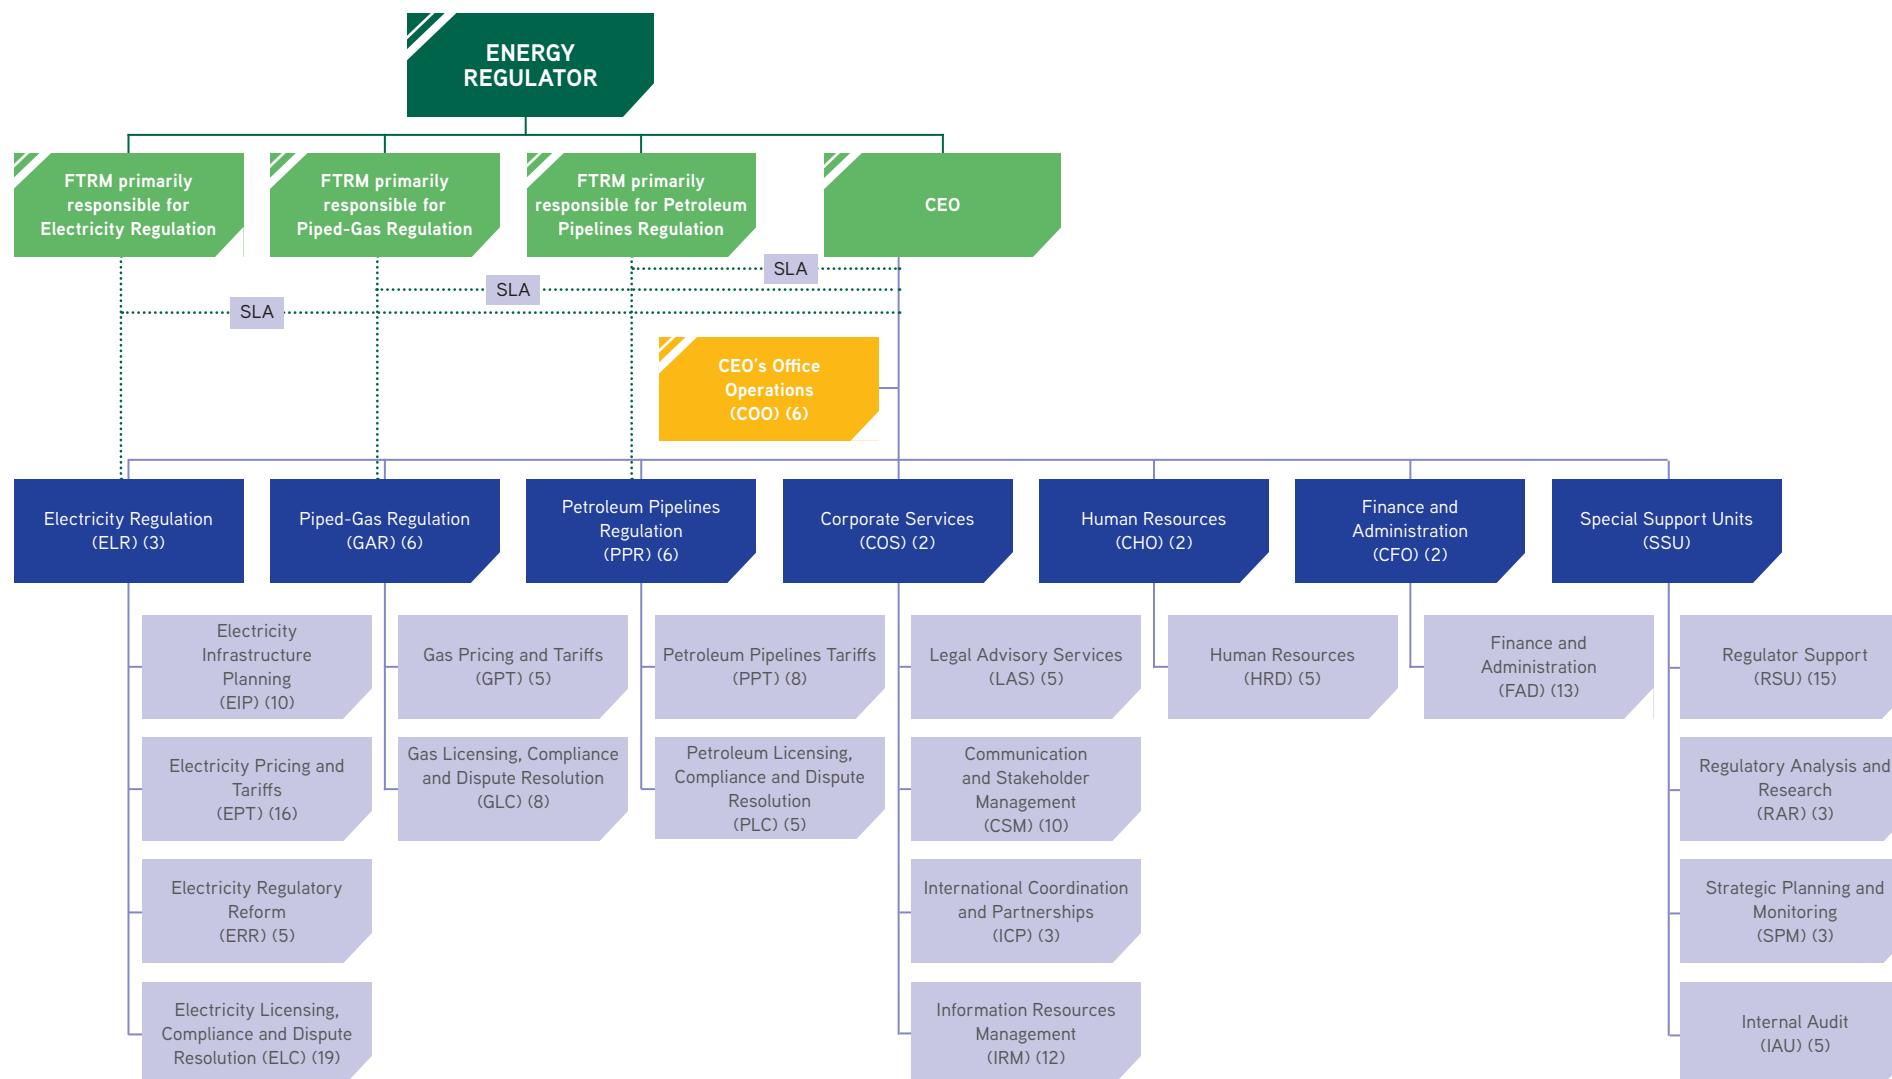 ENERGY
REGULATOR
FTRM primarily
responsible for
Electricity Regulation
FTRM primarily
responsible for
Piped-Gas Regulation
FTRM primarily
responsible for Petroleum
Pipelines Regulation
CEO
SLA
SLA
SLA
CEO's Office
Operations
(COO) (6)
Electricity Regulation
(ELR) (3)
Piped-Gas Regulation
(GAR) (6)
Petroleum Pipelines
Regulation
(PPR) (6)
Corporate Services
(COS) (2)
Human Resources
(CHO) (2)
Finance and
Administration
(CFO) (2)
Special Support Units
(SSU)
Electricity
Infrastructure
Planning
(EIP) (10)
Gas Pricing and Tariffs
(GPT) (5)
Petroleum Pipelines Tariffs
(PPT) (8)
Legal Advisory Services
(LAS) (5)
Human Resources
(HRD) (5)
Finance and
Administration
(FAD) (13)
Regulator Support
(RSU) (15)
Electricity Pricing and
Tariffs
(EPT) (16)
Gas Licensing, Compliance
and Dispute Resolution
(GLC) (8)
Petroleum Licensing,
Compliance and Dispute
Resolution
(PLC) (5)
Communication
and Stakeholder
Management
(CSM) (10)
Regulatory Analysis and
Research
(RAR) (3)
Electricity Regulatory
Reform
(ERR) (5)
International Coordination
and Partnerships
(ICP) (3)
Strategic Planning and
Monitoring
(SPM) (3)
Electricity Licensing,
Compliance and Dispute
Resolution (ELC) (19)
Information Resources
Management
(IRM) (12)
Internal Audit
(IAU) (5)